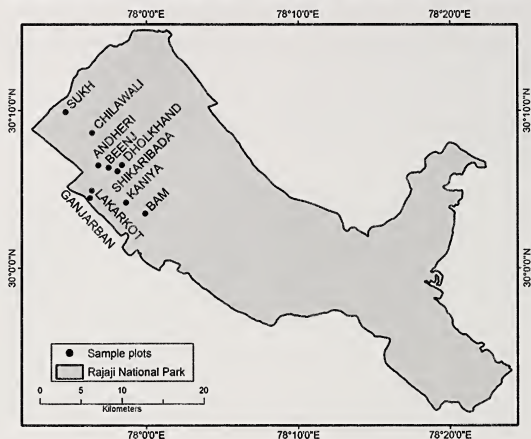 78°0'0"E 78°10'0"E 78°20'0"E
30°10'0"N 30°10'0"N
SUKH
CHILAWALI
ANDHERI
BEENJ
DHOLKHAND
SHIKARIBADA
KANIYA
BAM
LAKARKOT
GANJARBAN
30°0'0"N 30°0'0"N
Sample plots
Rajaji National Park
0 5 10 20
Kilometers
78°0'0"E 78°10'0"E 78°20'0"E